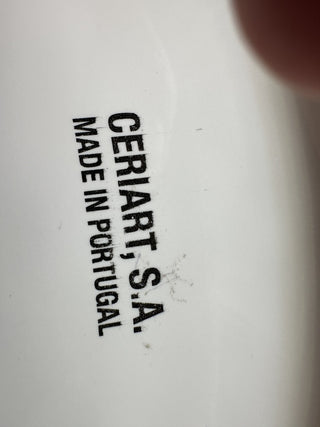 CERIART, S.A.
MADE IN PORTUGAL